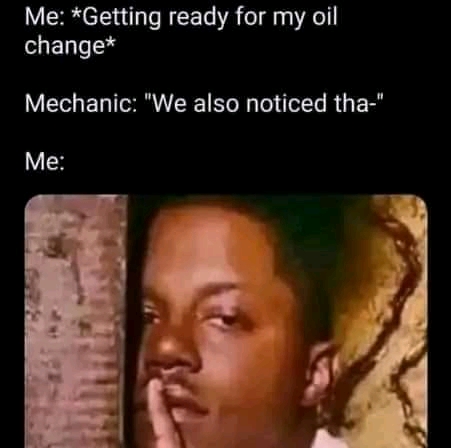 Me: *Getting ready for my oil
change*
Mechanic: "We also noticed tha-"
Me: